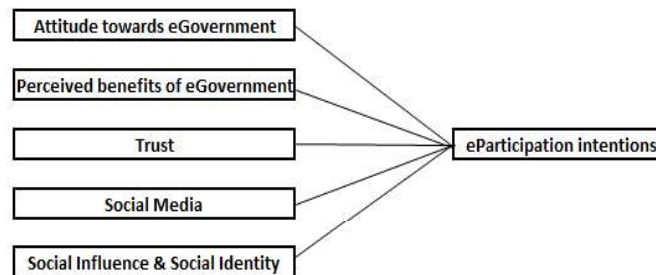 Attitude towards eGovernment
Perceived benefits of eGovernment
Trust
eParticipation intentions
Social Media
Social Influence & Social Identity